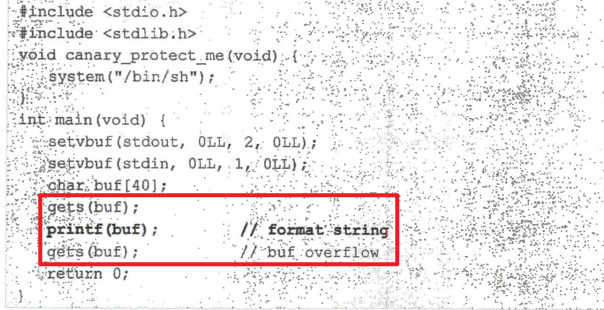 #include <stdio.h>
#include <stdlib.h>
void canary_protect_me(void) {
system("/bin/sh");
}
int main(void) {
setvbuf(stdout, 0LL, 2, 0LL);
setvbuf(stdin, 0LL, 1, 0LL);
char buf[40];
gets(buf);
printf(buf); // format string
gets(buf); // buf overflow
return 0;
}